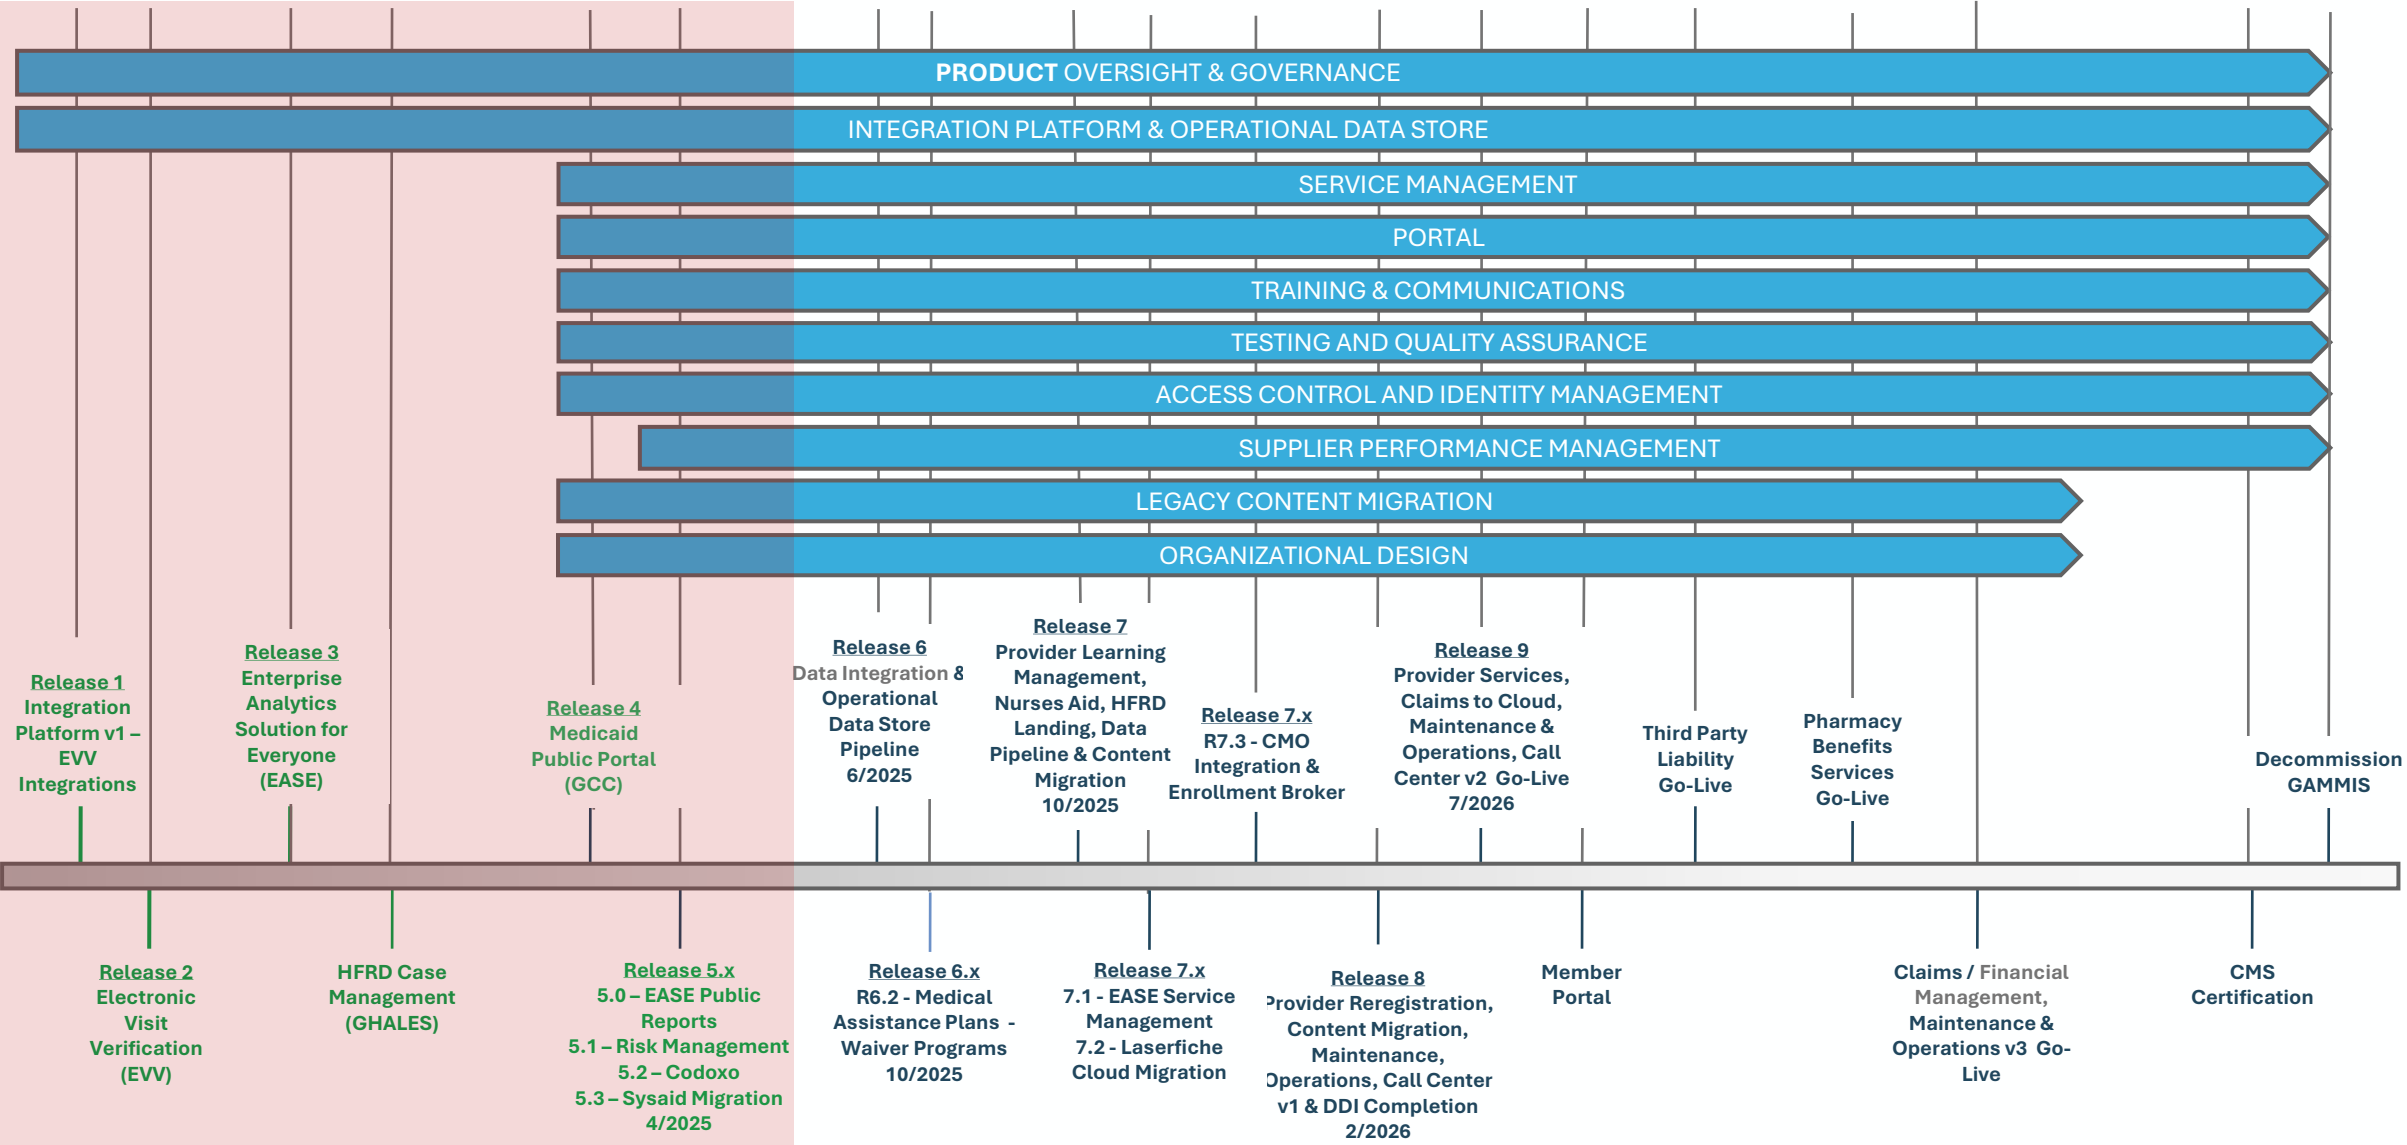 PRODUCT OVERSIGHT & GOVERNANCE
INTEGRATION PLATFORM & OPERATIONAL DATA STORE
SERVICE MANAGEMENT
PORTAL
TRAINING & COMMUNICATIONS
TESTING AND QUALITY ASSURANCE
ACCESS CONTROL AND IDENTITY MANAGEMENT
SUPPLIER PERFORMANCE MANAGEMENT
LEGACY CONTENT MIGRATION
ORGANIZATIONAL DESIGN
Release 1
Integration
Platform v1 –
EVV
Integrations
Release 3
Enterprise
Analytics
Solution for
Everyone
(EASE)
Release 4
Medicaid
Public Portal
(GCC)
Release 6
Data Integration &
Operational
Data Store
Pipeline
6/2025
Release 7
Provider Learning
Management,
Nurses Aid, HFRD
Landing, Data
Pipeline & Content
Migration
10/2025
Release 7.x
R7.3 - CMO
Integration &
Enrollment Broker
Release 9
Provider Services,
Claims to Cloud,
Maintenance &
Operations, Call
Center v2 Go-Live
7/2026
Third Party
Liability
Go-Live
Pharmacy
Benefits
Services
Go-Live
Decommission
GAMMIS
Release 2
Electronic
Visit
Verification
(EVV)
HFRD Case
Management
(GHALES)
Release 5.x
5.0 – EASE Public
Reports
5.1 – Risk Management
5.2 – Codoxo
5.3 – Sysaid Migration
4/2025
Release 6.x
R6.2 - Medical
Assistance Plans -
Waiver Programs
10/2025
Release 7.x
7.1 - EASE Service
Management
7.2 - Laserfiche
Cloud Migration
Release 8
Provider Reregistration,
Content Migration,
Maintenance,
Operations, Call Center
v1 & DDI Completion
2/2026
Member
Portal
Claims / Financial
Management,
Maintenance &
Operations v3 Go-
Live
CMS
Certification